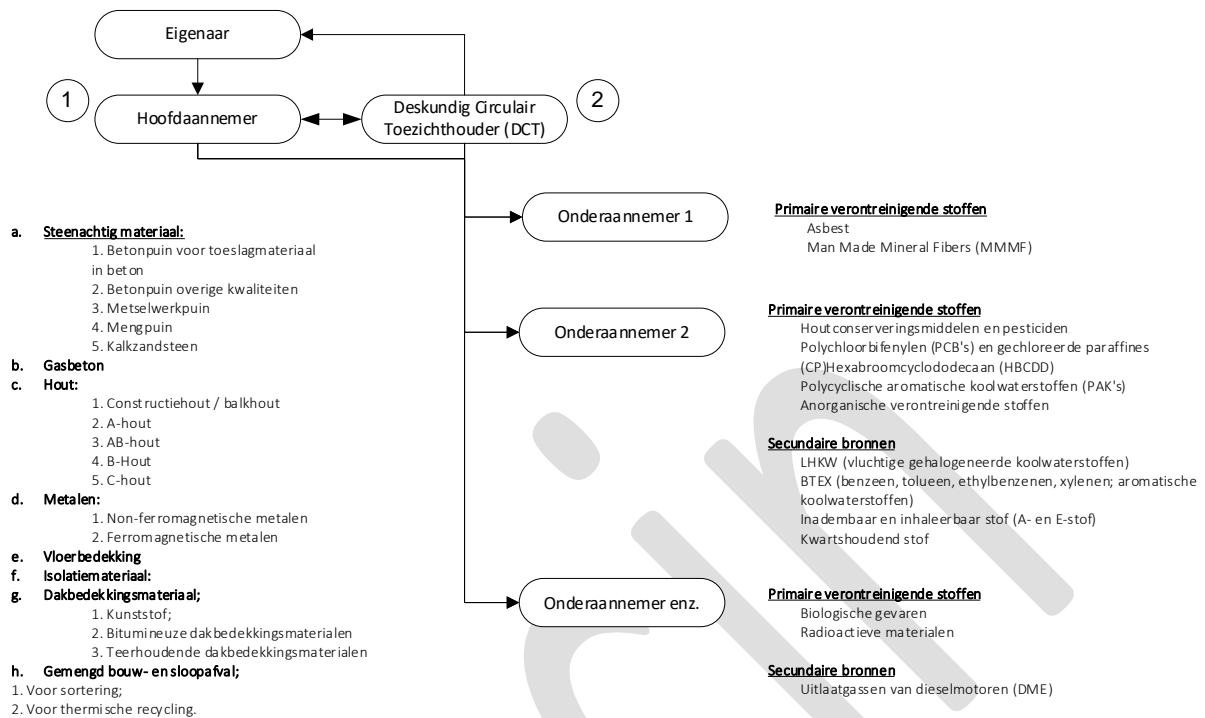 Eigenaar
1
Hoofdaannemer
Deskundig Circulair
Toezichthouder (DCT)
2
Onderaannemer 1
Primaire verontreinigende stoffen
Asbest
Man Made Mineral Fibers (MMMF)
a. Steenachtig materiaal:
1. Betonpuin voor toeslagmateriaal
in beton
2. Betonpuin overige kwaliteiten
3. Metselwerkpuin
4. Mengpuin
5. Kalkzandsteen
b. Gasbeton
c. Hout:
1. Constructiehout / balkhout
2. A-hout
3. AB-hout
4. B-Hout
5. C-hout
d. Metalen:
1. Non-ferromagnetische metalen
2. Ferromagnetische metalen
e. Vloerbedekking
f. Isolatiemateriaal:
g. Dakbedekkingsmateriaal;
1. Kunststof;
2. Bitumineuze dakbedekkingsmaterialen
3. Teerhoudende dakbedekkingsmaterialen
h. Gemengd bouw- en sloopafval;
1. Voor sortering;
2. Voor thermische recycling.
Onderaannemer 2
Primaire verontreinigende stoffen
Houtconserveringsmiddelen en pesticiden
Polychloorbifenylen (PCB's) en gechloreerde paraffines
(CP)Hexabroomcyclododecaan (HBCDD)
Polycyclische aromatische koolwaterstoffen (PAK's)
Anorganische verontreinigende stoffen
Secundaire bronnen
LHKW (vluchtige gehalogeneerde koolwaterstoffen)
BTEX (benzeen, tolueen, ethylbenzenen, xylenen; aromatische
koolwaterstoffen)
Inadembaar en inhaleerbaar stof (A- en E-stof)
Kwartshoudend stof
Onderaannemer enz.
Primaire verontreinigende stoffen
Biologische gevaren
Radioactieve materialen
Secundaire bronnen
Uitlaatgassen van dieselmotoren (DME)